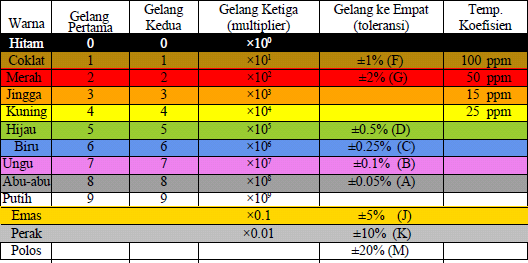 Warna Gelang Pertama Gelang Kedua Gelang Ketiga (multiplier) Gelang ke Empat (toleransi) Temp. Koefisien
Hitam 0 0 ×10⁰
Coklat 1 1 ×10¹ ±1% (F) 100 ppm
Merah 2 2 ×10² ±2% (G) 50 ppm
Jingga 3 3 ×10³ 15 ppm
Kuning 4 4 ×10⁴ 25 ppm
Hijau 5 5 ×10⁵ ±0.5% (D)
Biru 6 6 ×10⁶ ±0.25% (C)
Ungu 7 7 ×10⁷ ±0.1% (B)
Abu-abu 8 8 ×10⁸ ±0.05% (A)
Putih 9 9 ×10⁹
Emas ×0.1 ±5% (J)
Perak ×0.01 ±10% (K)
Polos ±20% (M)